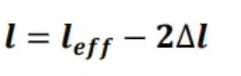 l = l_eff − 2Δl